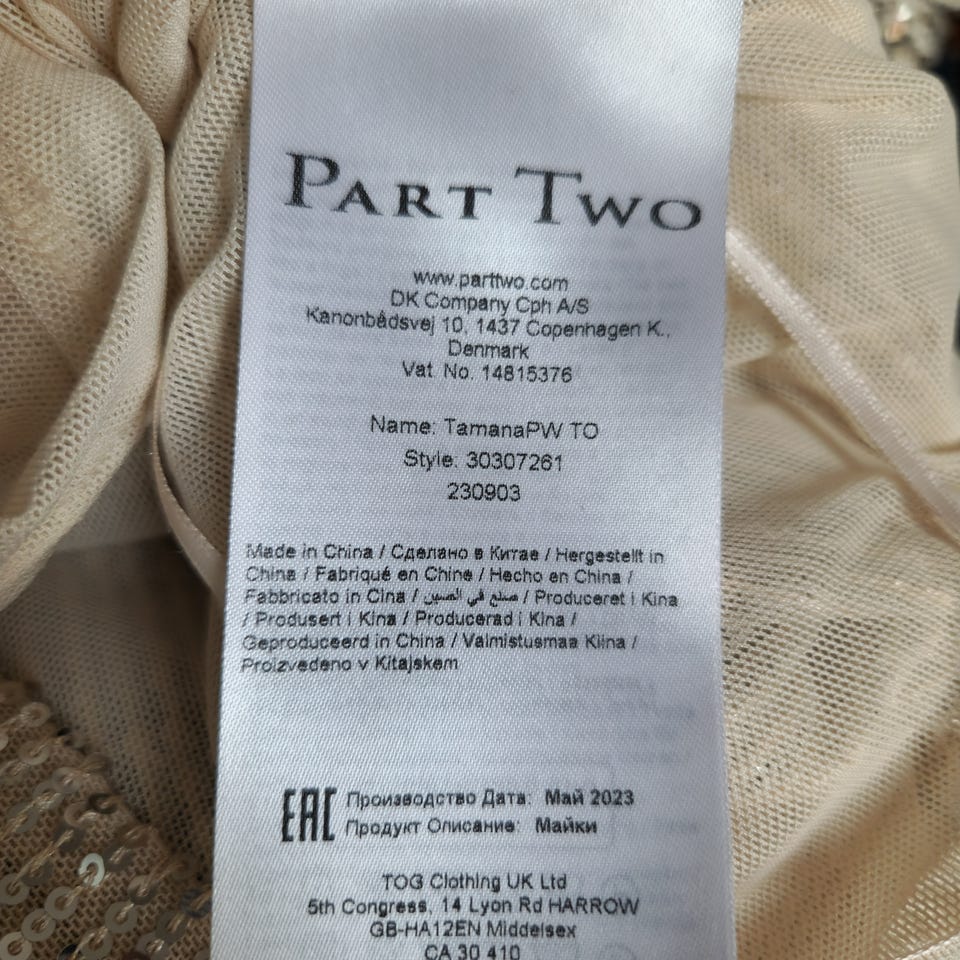 PART TWO
www.parttwo.com
DK Company Cph A/S
Kanonbådsvej 10, 1437 Copenhagen K.,
Denmark
Vat. No. 14815376
Name: TamanaPW TO
Style: 30307261
230903
Made in China / Сделано в Китае / Hergestellt in
China / Fabriqué en Chine / Hecho en China /
Fabbricato in Cina / صنع في الصين / Produceret i Kina
/ Produsert i Kina / Producerad i Kina /
Geproduceerd in China / Valmistusmaa Kiina /
Proizvedeno v Kitajskem
EAC Производство Дата: Май 2023
Продукт Описание: Майки
TOG Clothing UK Ltd
5th Congress, 14 Lyon Rd HARROW
GB-HA12EN Middelsex
CA 30 410